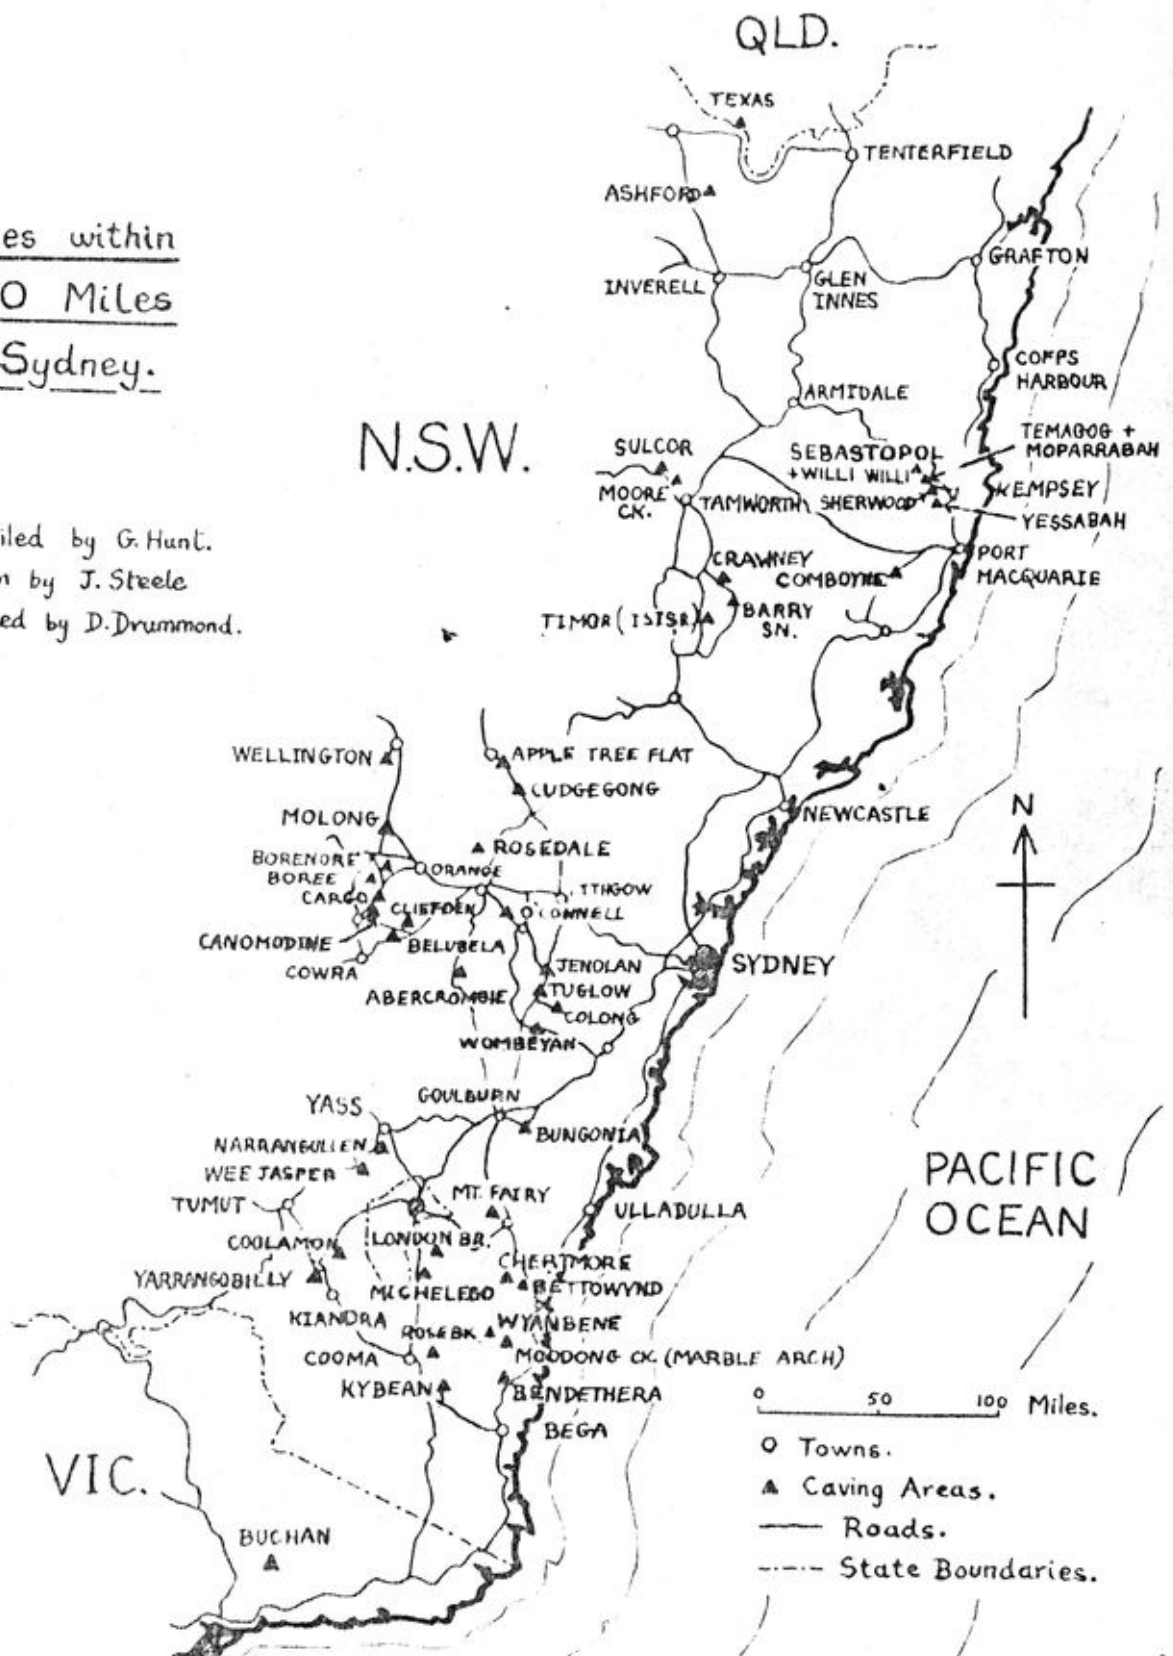 QLD.
TEXAS
TENTERFIELD
ASHFORD
es within
GRAFTON
INVERELL
GLEN
INNES
0 Miles
Sydney.
COFFS
HARBOUR
ARMIDALE
N.S.W.
TEMAGOG +
MOPARRABAH
SULCOR
SEBASTOPOL
+ WILLI WILLI
MOORE
CK.
TAMWORTH
SHERWOOD
KEMPSEY
YESSABAH
iled by G. Hunt.
CRAWNEY
PORT
MACQUARIE
COMBOYNE
n by J. Steele
TIMOR (ISIS R)
BARRY
SN.
ed by D. Drummond.
WELLINGTON
APPLE TREE FLAT
CUDGEGONG
N
MOLONG
NEWCASTLE
ROSEDALE
BORENORE
BOREE
ORANGE
CARGO
CLIEFDEN
ITHGOW
CONNELL
CANOMODINE
BELUBELA
COWRA
JENOLAN
SYDNEY
ABERCROMBIE
TUGLOW
COLONG
WOMBEYAN
GOULBURN
YASS
BUNGONIA
NARRANGULLEN
WEE JASPER
PACIFIC
OCEAN
TUMUT
MT. FAIRY
ULLADULLA
COOLAMON
LONDON BR.
CHERTMORE
YARRANGOBILLY
MICHELEGO
BETTOWYND
KIANDRA
ROSEBK.
WYANBENE
COOMA
MOODONG CK. (MARBLE ARCH)
KYBEAN
BENDETHERA
BEGA
0 50 100 Miles.
Towns.
VIC.
Caving Areas.
Roads.
BUCHAN
State Boundaries.